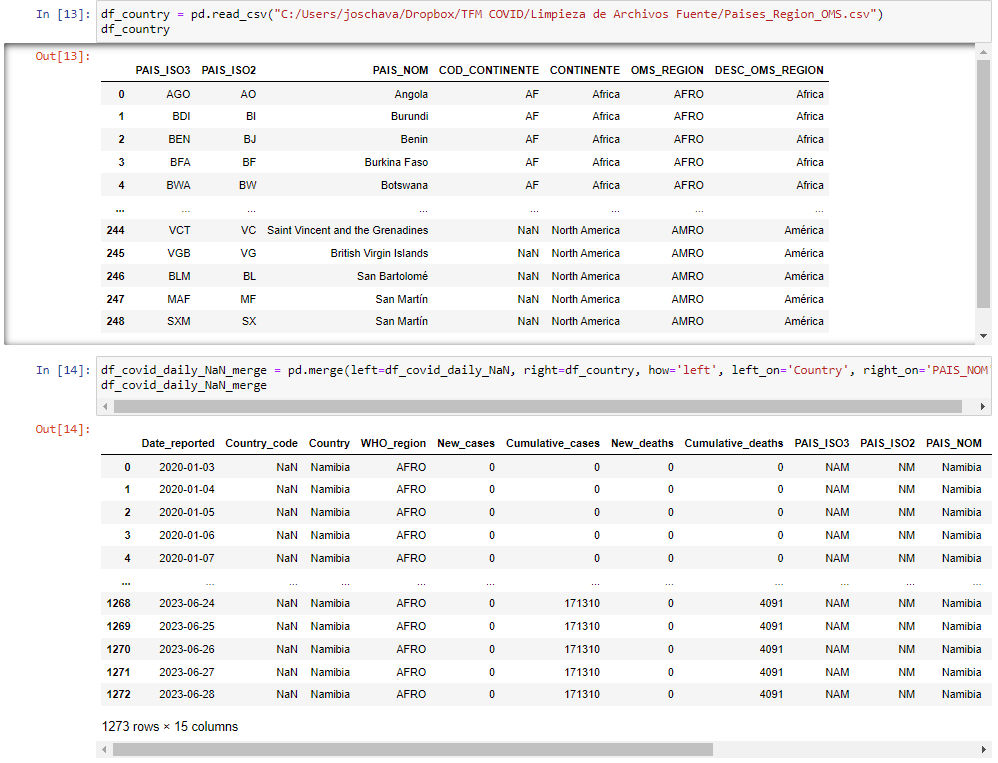 In [13]: df_country = pd.read_csv("C:/Users/joschava/Dropbox/TFM COVID/Limpieza de Archivos Fuente/Paises_Region_OMS.csv")
df_country
Out[13]:
PAIS_ISO3 PAIS_ISO2 PAIS_NOM COD_CONTINENTE CONTINENTE OMS_REGION DESC_OMS_REGION
0 AGO AO Angola AF Africa AFRO Africa
1 BDI BI Burundi AF Africa AFRO Africa
2 BEN BJ Benin AF Africa AFRO Africa
3 BFA BF Burkina Faso AF Africa AFRO Africa
4 BWA BW Botswana AF Africa AFRO Africa
... ... ... ... ... ... ... ...
244 VCT VC Saint Vincent and the Grenadines NaN North America AMRO América
245 VGB VG British Virgin Islands NaN North America AMRO América
246 BLM BL San Bartolomé NaN North America AMRO América
247 MAF MF San Martín NaN North America AMRO América
248 SXM SX San Martín NaN North America AMRO América
In [14]: df_covid_daily_NaN_merge = pd.merge(left=df_covid_daily_NaN, right=df_country, how='left', left_on='Country', right_on='PAIS_NOM'
df_covid_daily_NaN_merge
Out[14]:
Date_reported Country_code Country WHO_region New_cases Cumulative_cases New_deaths Cumulative_deaths PAIS_ISO3 PAIS_ISO2 PAIS_NOM
0 2020-01-03 NaN Namibia AFRO 0 0 0 0 NAM NM Namibia
1 2020-01-04 NaN Namibia AFRO 0 0 0 0 NAM NM Namibia
2 2020-01-05 NaN Namibia AFRO 0 0 0 0 NAM NM Namibia
3 2020-01-06 NaN Namibia AFRO 0 0 0 0 NAM NM Namibia
4 2020-01-07 NaN Namibia AFRO 0 0 0 0 NAM NM Namibia
... ... ... ... ... ... ... ... ... ... ... ...
1268 2023-06-24 NaN Namibia AFRO 0 171310 0 4091 NAM NM Namibia
1269 2023-06-25 NaN Namibia AFRO 0 171310 0 4091 NAM NM Namibia
1270 2023-06-26 NaN Namibia AFRO 0 171310 0 4091 NAM NM Namibia
1271 2023-06-27 NaN Namibia AFRO 0 171310 0 4091 NAM NM Namibia
1272 2023-06-28 NaN Namibia AFRO 0 171310 0 4091 NAM NM Namibia
1273 rows × 15 columns